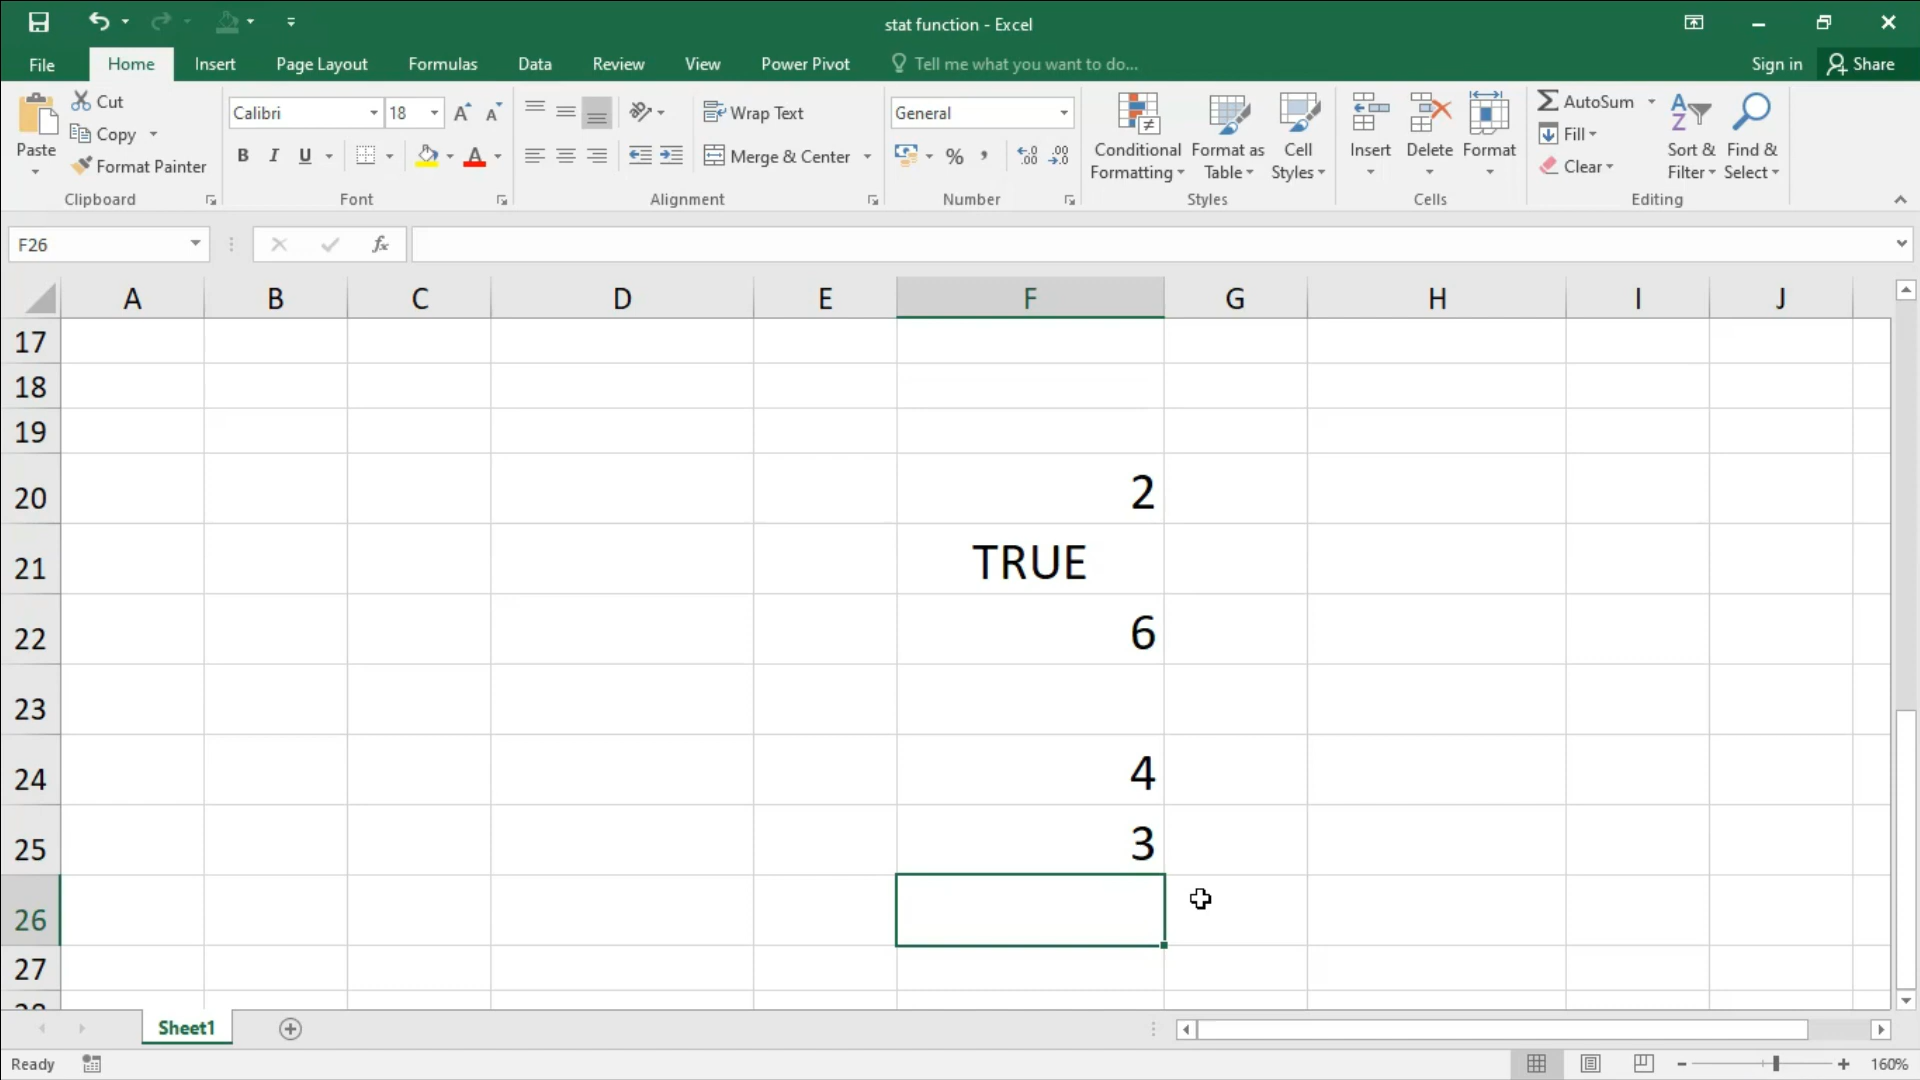 stat function - Excel
File Home Insert Page Layout Formulas Data Review View Power Pivot Tell me what you want to do... Sign in Share
Paste
Cut
Copy
Format Painter
Clipboard
Calibri 18
B I U
Font
Wrap Text
Merge & Center
Alignment
General
% , .00 .0
Number
Conditional Formatting
Format as Table
Cell Styles
Styles
Insert Delete Format
Cells
AutoSum
Fill
Clear
Sort & Filter
Find & Select
Editing
F26 fx
A B C D E F G H I J
17
18
19
20 2
21 TRUE
22 6
23
24 4
25 3
26
27
Sheet1
Ready 160%